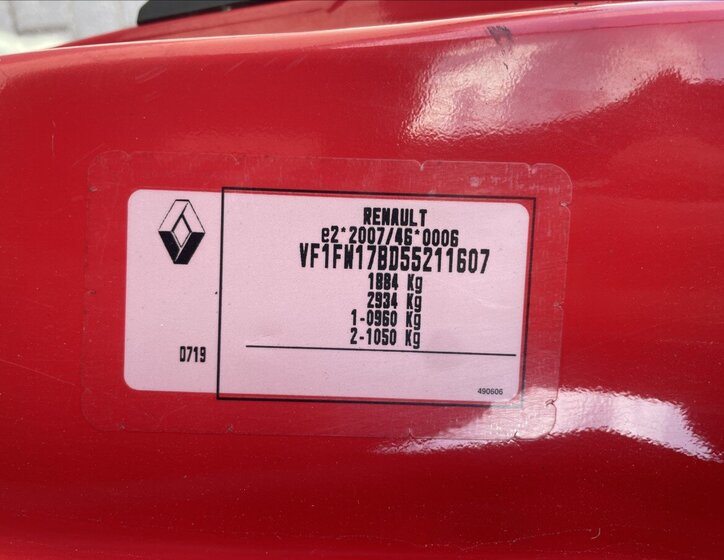 RENAULT
e2*2007/46*0006
VF1FW17BD55211607
1884 Kg
2934 Kg
1-0960 Kg
2-1050 Kg
D719
490606